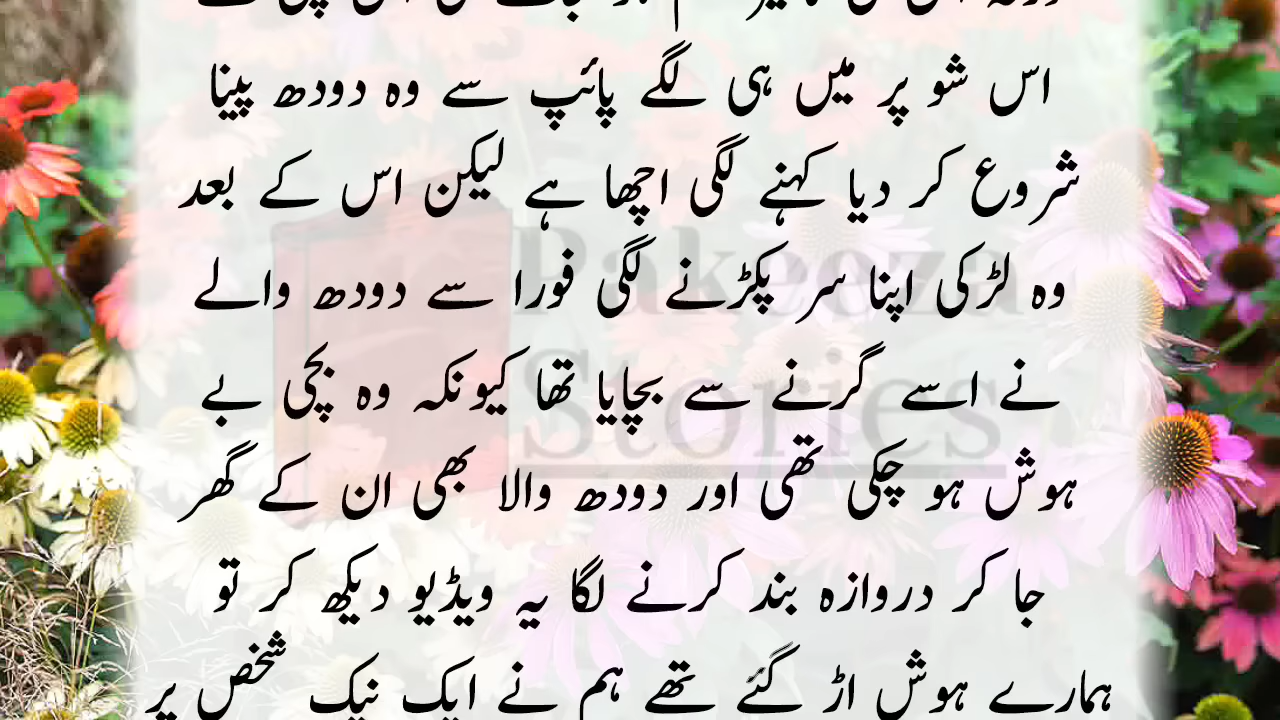 اس شو پر میں ہی لگے پائپ سے وہ دودھ پینا
شروع کر دیا کہنے لگی اچھا ہے لیکن اس کے بعد
وہ لڑکی اپنا سر پکڑنے لگی فورا سے دودھ والے
نے اسے گرنے سے بچایا تھا کیونکہ وہ بچی بے
ہوش ہو چکی تھی اور دودھ والا بھی ان کے گھر
جا کر دروازہ بند کرنے لگا یہ ویڈیو دیکھ کر تو
ہمارے ہوش اڑ گئے تھے ہم نے ایک نیک شخص پر
Pakeeza
Stories